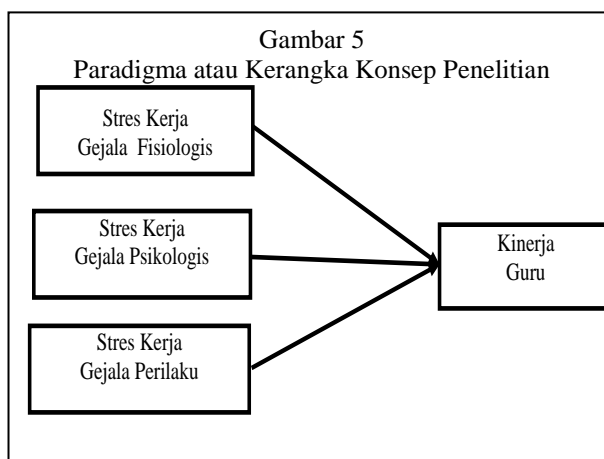 Gambar 5
Paradigma atau Kerangka Konsep Penelitian
Stres Kerja
Gejala Fisiologis
Stres Kerja
Gejala Psikologis
Kinerja
Guru
Stres Kerja
Gejala Perilaku